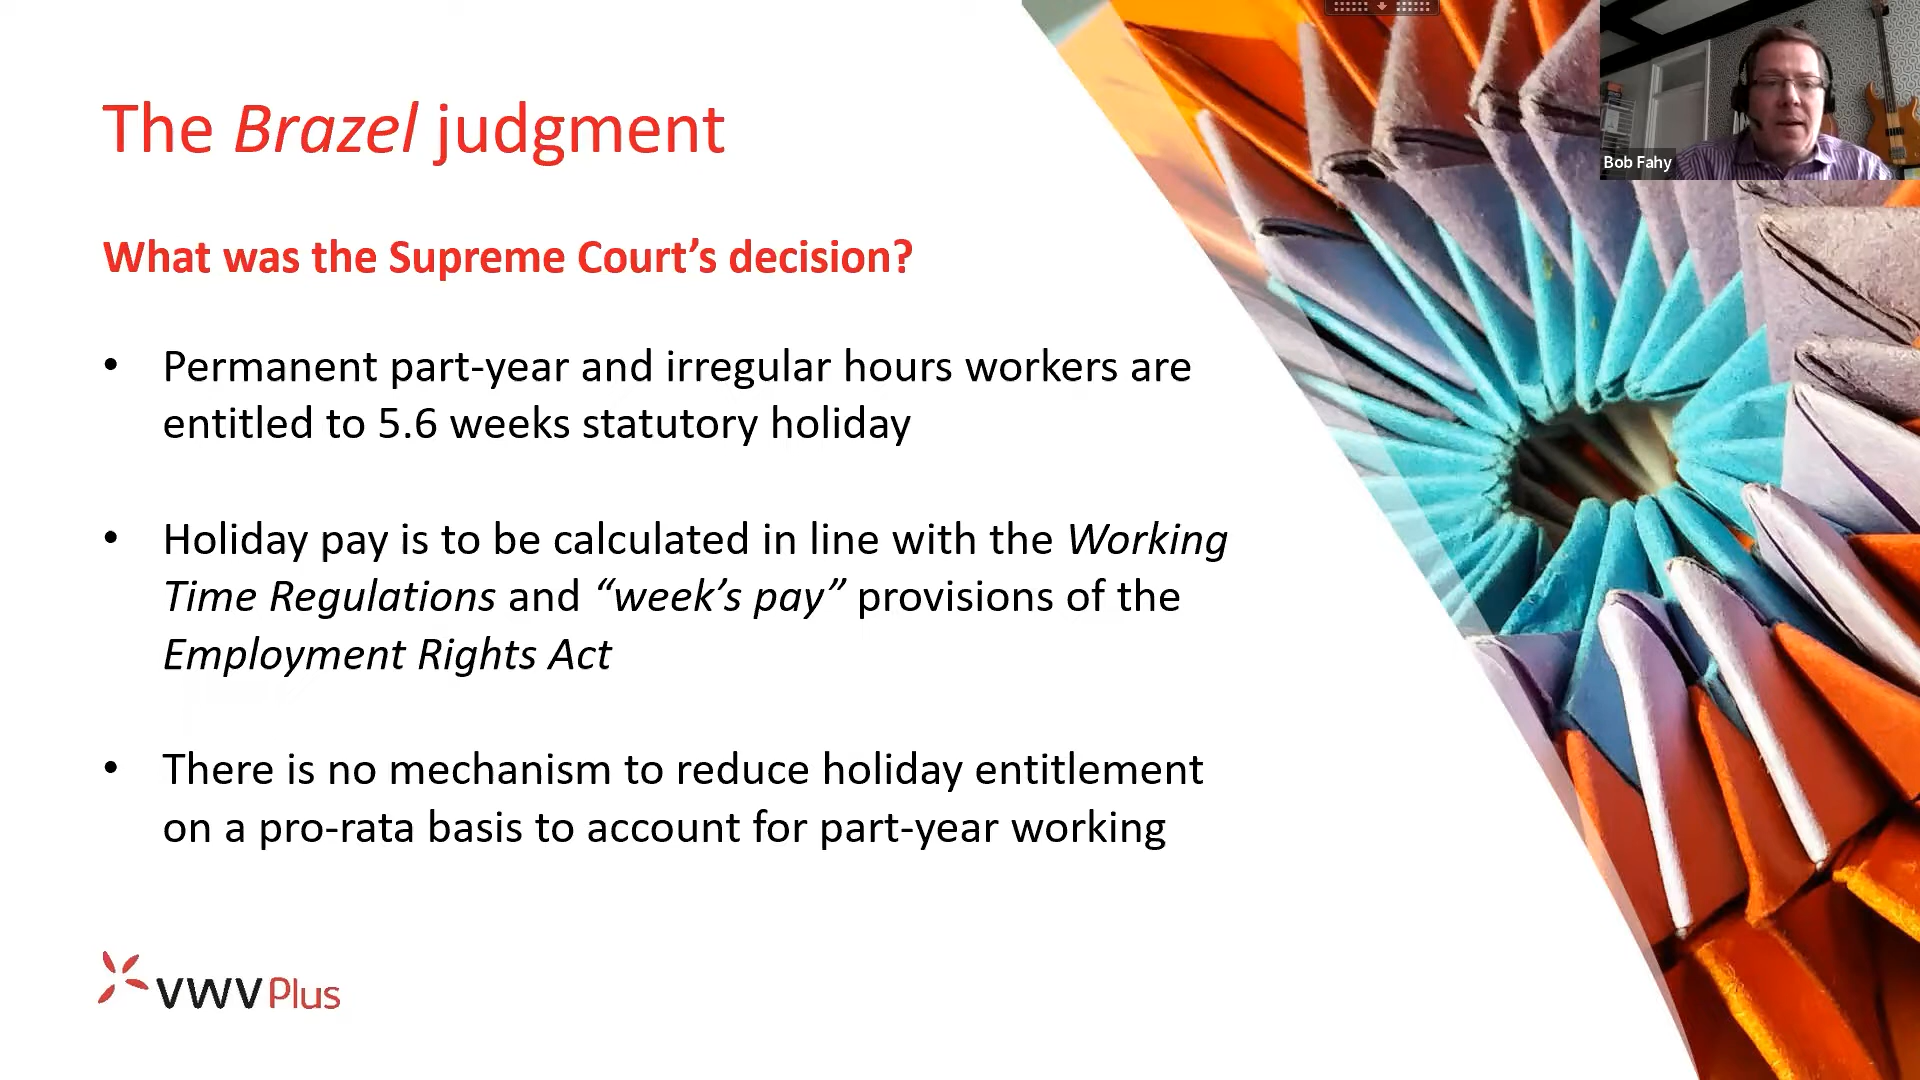 Bob Fahy
The Brazel judgment
What was the Supreme Court’s decision?
• Permanent part-year and irregular hours workers are
entitled to 5.6 weeks statutory holiday
• Holiday pay is to be calculated in line with the Working
Time Regulations and “week’s pay” provisions of the
Employment Rights Act
• There is no mechanism to reduce holiday entitlement
on a pro-rata basis to account for part-year working
VWV Plus